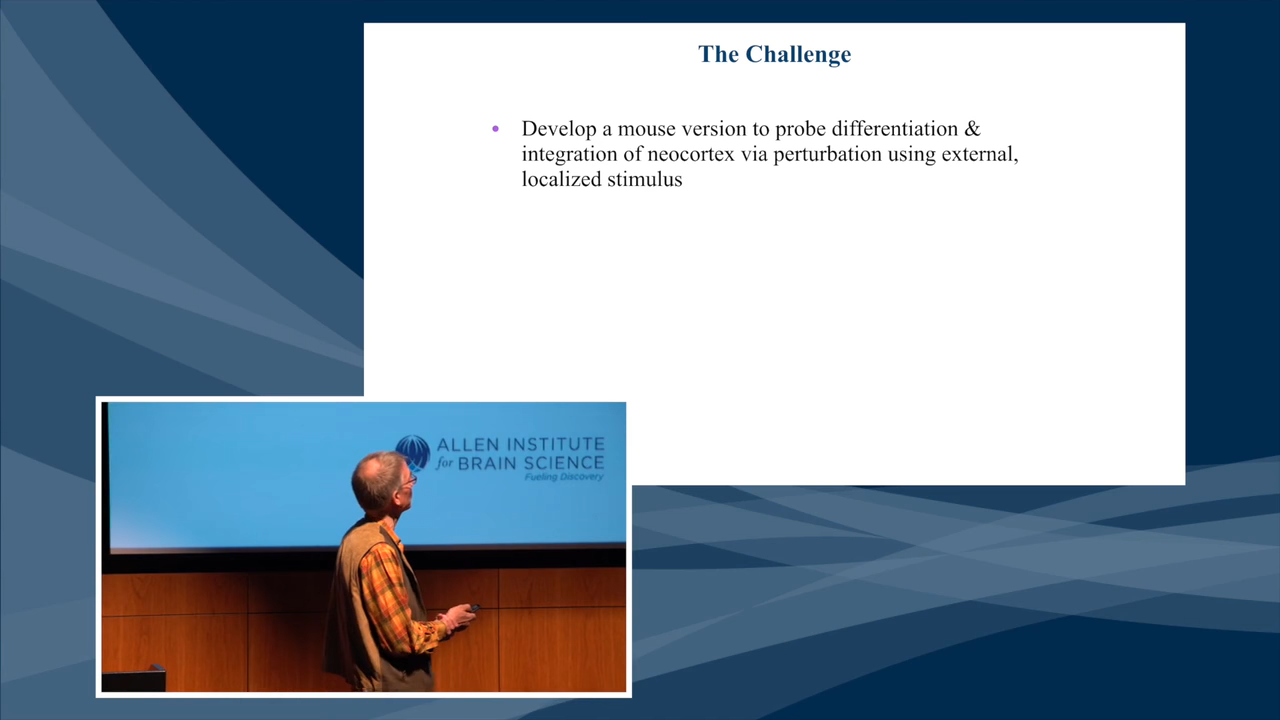 The Challenge
• Develop a mouse version to probe differentiation &
integration of neocortex via perturbation using external,
localized stimulus
ALLEN INSTITUTE
for BRAIN SCIENCE
Fueling Discovery